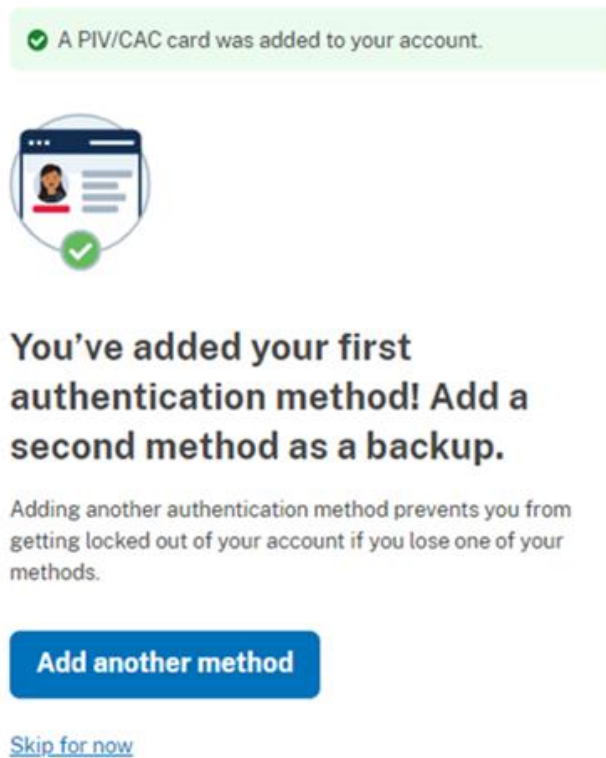 A PIV/CAC card was added to your account.
You've added your first
authentication method! Add a
second method as a backup.
Adding another authentication method prevents you from
getting locked out of your account if you lose one of your
methods.
Add another method
Skip for now